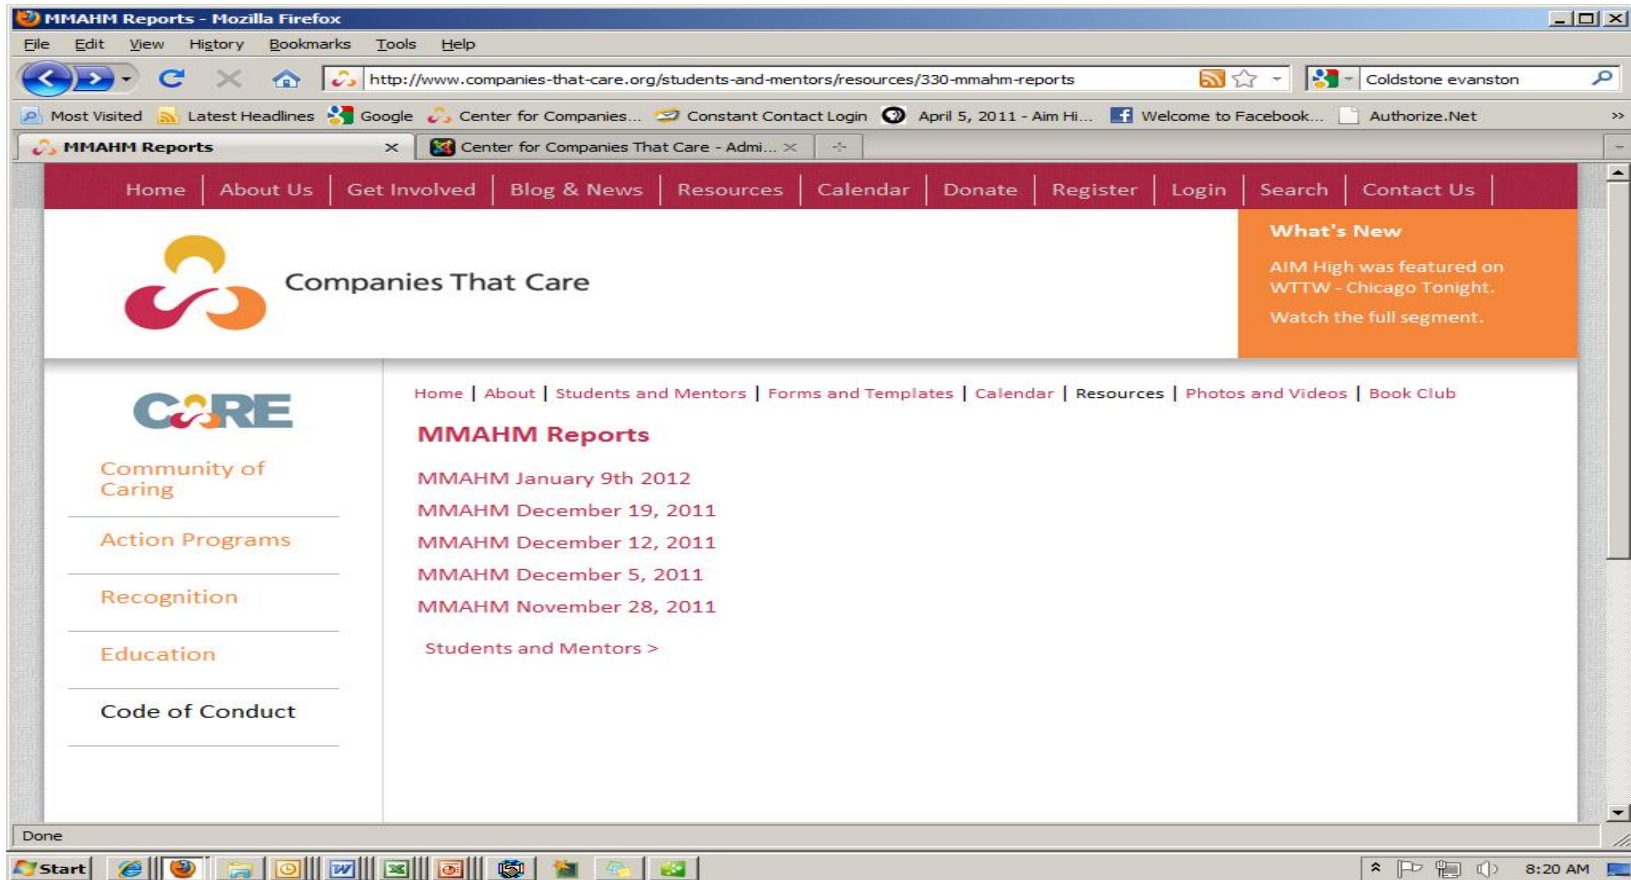 MMAHM Reports - Mozilla Firefox
File Edit View History Bookmarks Tools Help
http://www.companies-that-care.org/students-and-mentors/resources/330-mmahm-reports Coldstone evanston
Most Visited Latest Headlines Google Center for Companies... Constant Contact Login April 5, 2011 - Aim Hi... Welcome to Facebook... Authorize.Net »
MMAHM Reports Center for Companies That Care - Admi...
Home About Us Get Involved Blog & News Resources Calendar Donate Register Login Search Contact Us
What's New
AIM High was featured on
WTTW - Chicago Tonight.
Watch the full segment.
Companies That Care
CARE
Community of
Caring
Action Programs
Recognition
Education
Code of Conduct
Home | About | Students and Mentors | Forms and Templates | Calendar | Resources | Photos and Videos | Book Club
MMAHM Reports
MMAHM January 9th 2012
MMAHM December 19, 2011
MMAHM December 12, 2011
MMAHM December 5, 2011
MMAHM November 28, 2011
Students and Mentors >
Done
Start 8:20 AM